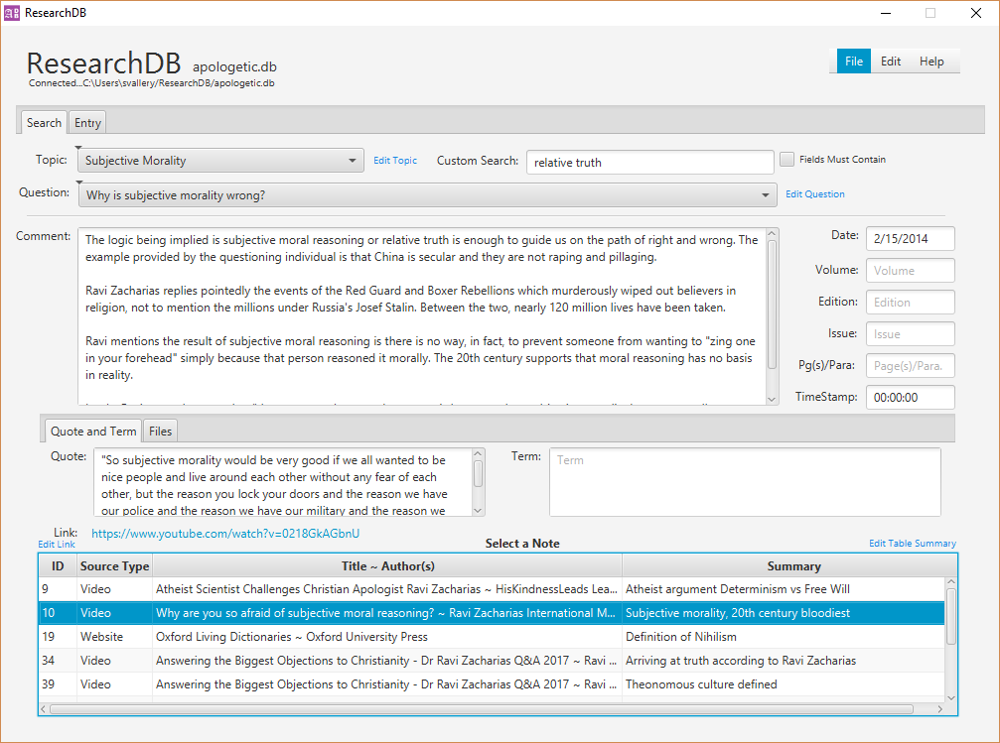 ResearchDB
ResearchDB apologetic.db
Connected...C:\Users\svallery/ResearchDB/apologetic.db
File Edit Help
Search Entry
Topic: Subjective Morality Edit Topic Custom Search: relative truth Fields Must Contain
Question: Why is subjective morality wrong? Edit Question
Comment: The logic being implied is subjective moral reasoning or relative truth is enough to guide us on the path of right and wrong. The
example provided by the questioning individual is that China is secular and they are not raping and pillaging.
Ravi Zacharias replies pointedly the events of the Red Guard and Boxer Rebellions which murderously wiped out believers in
religion, not to mention the millions under Russia's Josef Stalin. Between the two, nearly 120 million lives have been taken.
Ravi mentions the result of subjective moral reasoning is there is no way, in fact, to prevent someone from wanting to "zing one
in your forehead" simply because that person reasoned it morally. The 20th century supports that moral reasoning has no basis
in reality.
Date: 2/15/2014
Volume: Volume
Edition: Edition
Issue: Issue
Pg(s)/Para: Page(s)/Para.
TimeStamp: 00:00:00
Quote and Term Files
Quote: "So subjective morality would be very good if we all wanted to be
nice people and live around each other without any fear of each
other, but the reason you lock your doors and the reason we have
our police and the reason we have our military and the reason we
Term: Term
Link: https://www.youtube.com/watch?v=0218GkAGbnU
Edit Link Select a Note Edit Table Summary
ID Source Type Title ~ Author(s) Summary
9 Video Atheist Scientist Challenges Christian Apologist Ravi Zacharias ~ HisKindnessLeads Lea... Atheist argument Determinism vs Free Will
10 Video Why are you so afraid of subjective moral reasoning? ~ Ravi Zacharias International M... Subjective morality, 20th century bloodiest
19 Website Oxford Living Dictionaries ~ Oxford University Press Definition of Nihilism
34 Video Answering the Biggest Objections to Christianity - Dr Ravi Zacharias Q&A 2017 ~ Ravi ... Arriving at truth according to Ravi Zacharias
39 Video Answering the Biggest Objections to Christianity - Dr Ravi Zacharias Q&A 2017 ~ Ravi ... Theonomous culture defined